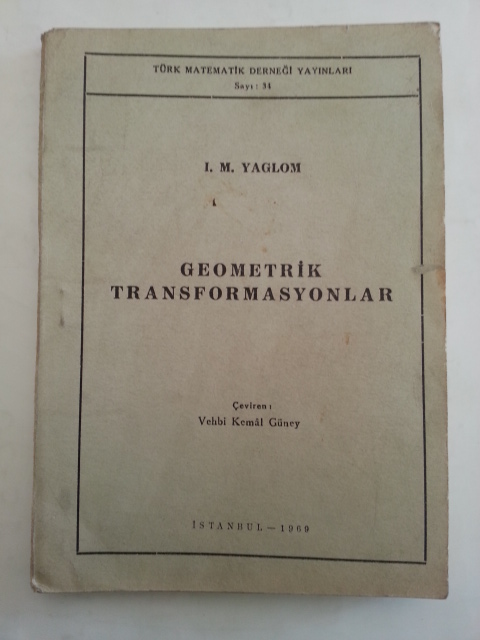 TÜRK MATEMATİK DERNEĞİ YAYINLARI
Sayı: 34
I. M. YAGLOM
GEOMETRİK
TRANSFORMASYONLAR
Çeviren:
Vehbi Kemâl Güney
İSTANBUL — 1969